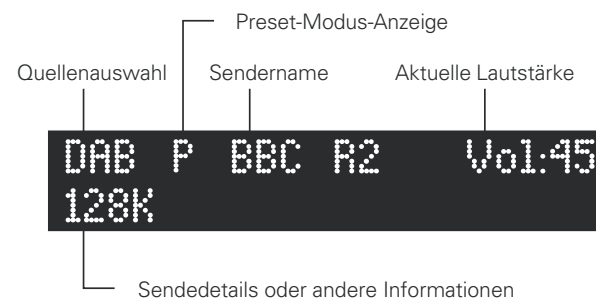 Preset-Modus-Anzeige
Quellenauswahl Sendername Aktuelle Lautstärke
DAB P BBC R2 Vol:45
128K
Sendedetails oder andere Informationen